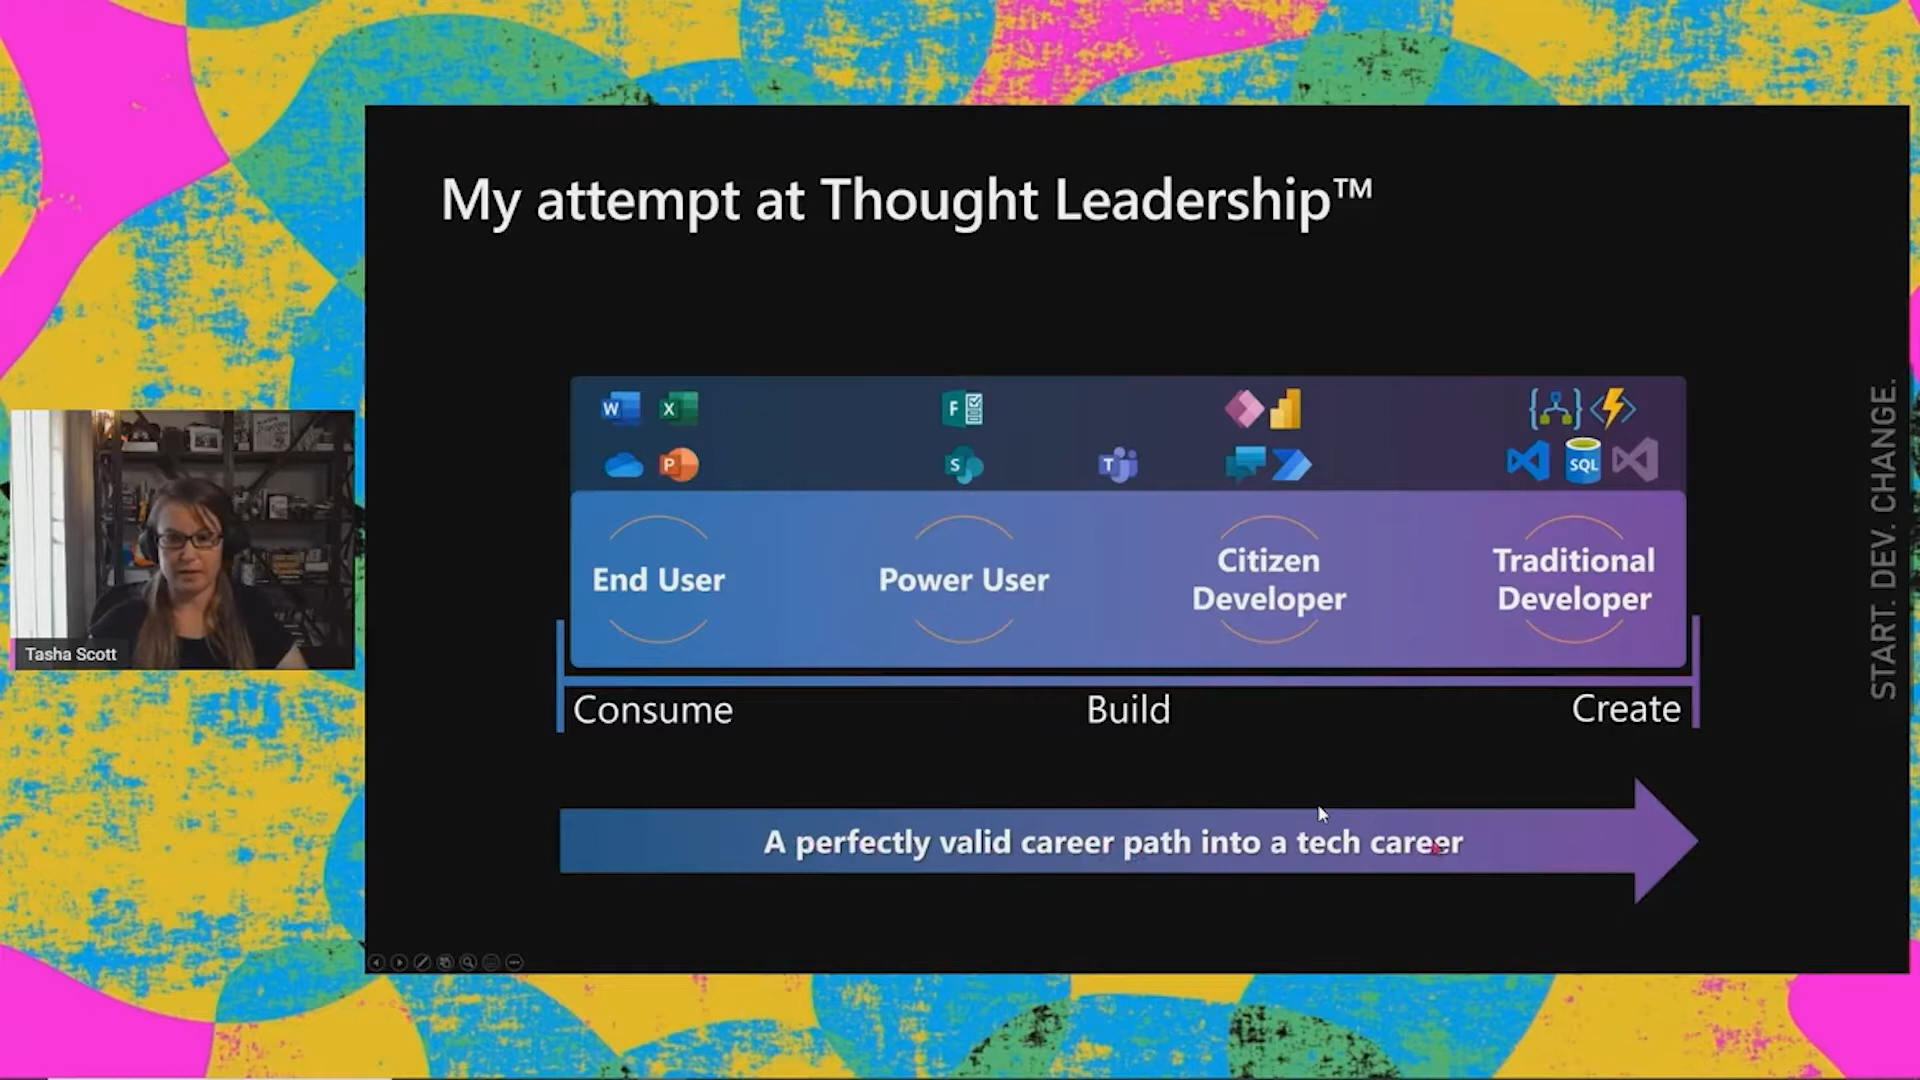 My attempt at Thought Leadership™
W X
F
P
S
T
SQL
End User
Power User
Citizen
Developer
Traditional
Developer
Consume
Build
Create
A perfectly valid career path into a tech career
Tasha Scott
START. DEV. CHANGE.